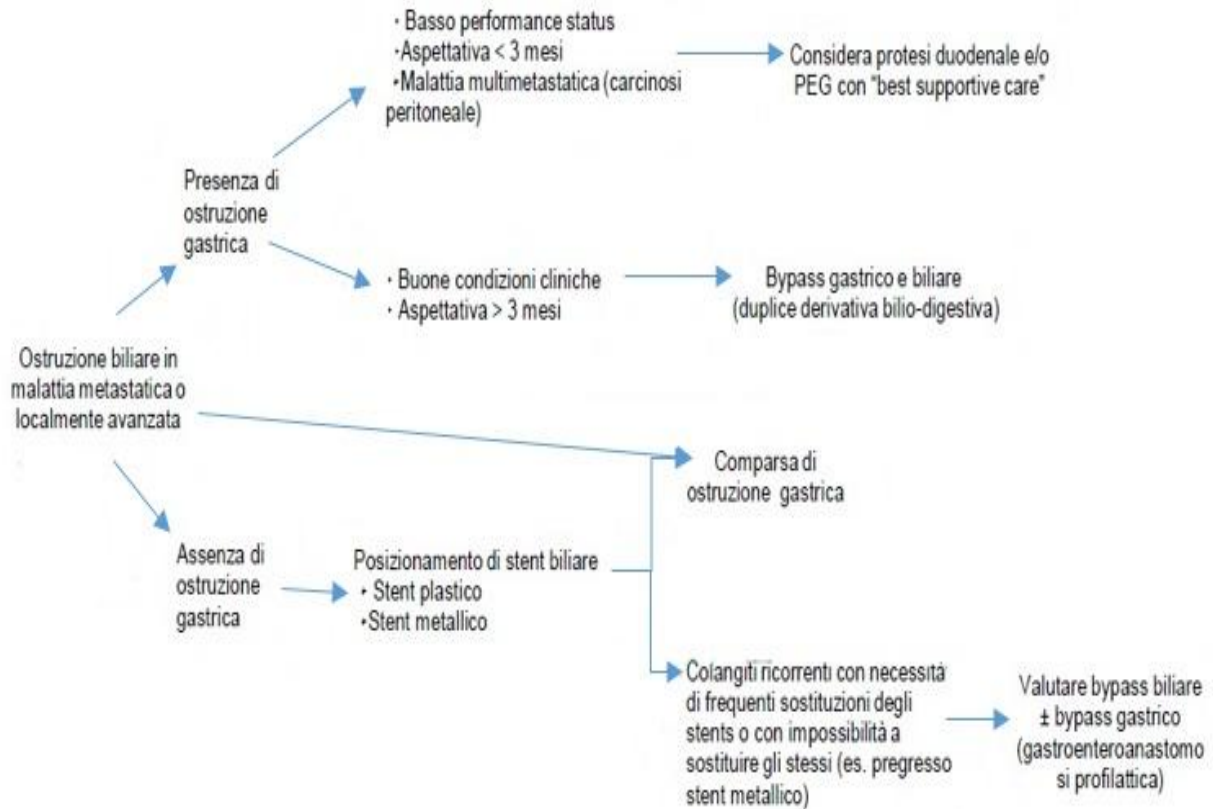 · Basso performance status
·Aspettativa < 3 mesi
·Malattia multimetastatica (carcinosi
peritoneale)
Considera protesi duodenale e/o
PEG con "best supportive care"
Presenza di
ostruzione
gastrica
· Buone condizioni cliniche
· Aspettativa > 3 mesi
Bypass gastrico e biliare
(duplice derivativa bilio-digestiva)
Ostruzione biliare in
malattia metastatica o
localmente avanzata
Comparsa di
ostruzione gastrica
Assenza di
ostruzione
gastrica
Posizionamento di stent biliare
· Stent plastico
·Stent metallico
Colangiti ricorrenti con necessità
di frequenti sostituzioni degli
stents o con impossibilità a
sostituire gli stessi (es. pregresso
stent metallico)
Valutare bypass biliare
± bypass gastrico
(gastroenteroanastomo
si profilattica)